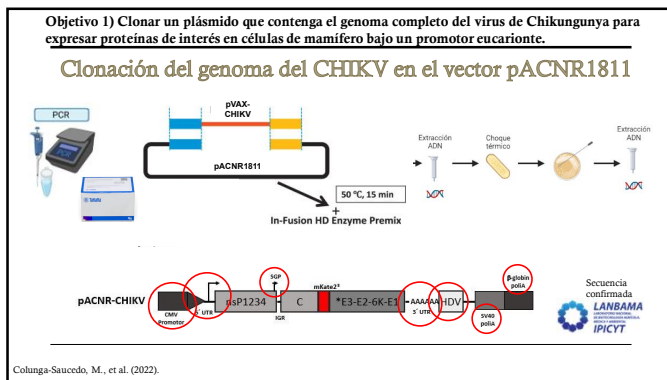 Objetivo 1) Clonar un plásmido que contenga el genoma completo del virus de Chikungunya para
expresar proteínas de interés en células de mamífero bajo un promotor eucarionte.
Clonación del genoma del CHIKV en el vector pACNR1811
PCR
pVAX-
CHIKV
pACNR1811
50 °C, 15 min
+
In-Fusion HD Enzyme Premix
Extracción
ADN
Choque
térmico
Extracción
ADN
pACNR-CHIKV
CMV
Promotor
5´ UTR
nsP1234
SGP
IGR
C
mKate2*
*E3-E2-6K-E1
AAAAAA
3´ UTR
HDV
SV40
poliA
β-globin
poliA
Secuencia
confirmada
LANBAMA
IPICYT
Colunga-Saucedo, M., et al. (2022).